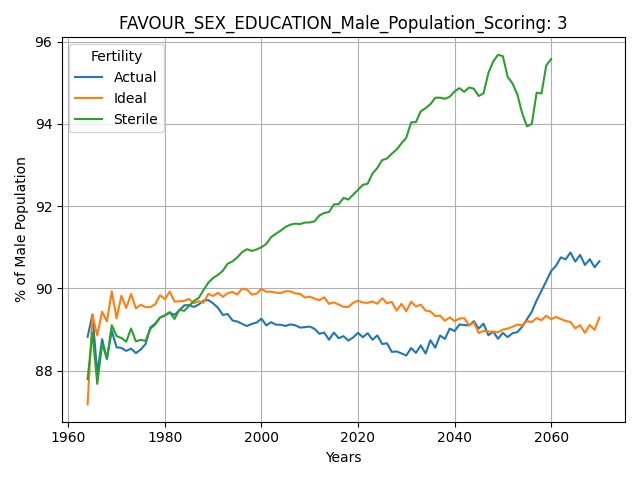 FAVOUR_SEX_EDUCATION_Male_Population_Scoring: 3
96
94
92
90
88
% of Male Population
Fertility
Actual
Ideal
Sterile
1960 1980 2000 2020 2040 2060
Years